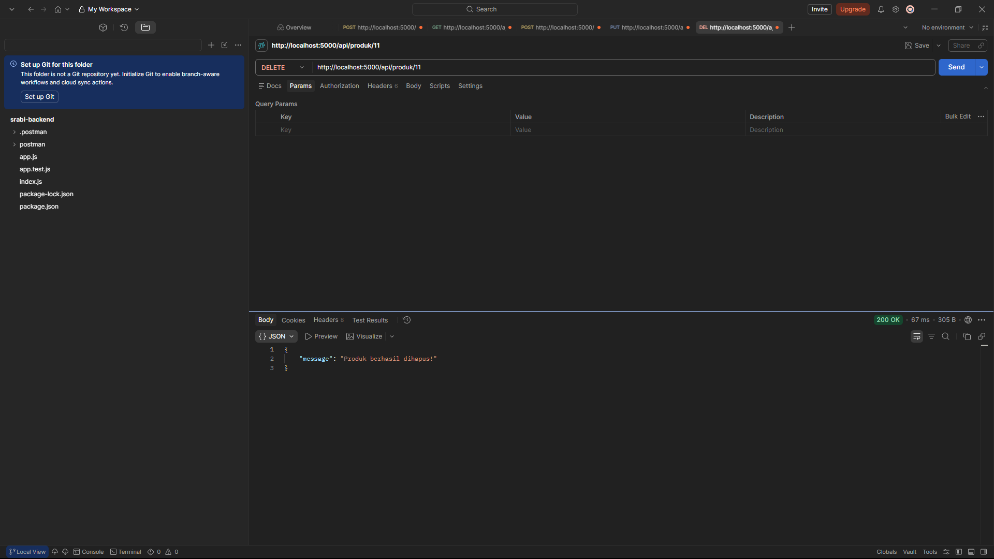 My Workspace
Search
Invite
Upgrade
Overview
POST http://localhost:5000/
GET http://localhost:5000/a
POST http://localhost:5000/
PUT http://localhost:5000/a
DEL http://localhost:5000/a
No environment
http://localhost:5000/api/produk/11
Save
Share
Set up Git for this folder
This folder is not a Git repository yet. Initialize Git to enable branch-aware
workflows and cloud sync actions.
Set up Git
DELETE
http://localhost:5000/api/produk/11
Send
Docs
Params
Authorization
Headers 6
Body
Scripts
Settings
Query Params
Key
Value
Description
Bulk Edit
Key
Value
Description
srabi-backend
.postman
postman
app.js
app.test.js
index.js
package-lock.json
package.json
Body
Cookies
Headers 8
Test Results
200 OK
67 ms
305 B
{ } JSON
Preview
Visualize
1 {
2 "message": "Produk berhasil dihapus!"
3 }
Local View
Console
Terminal
0
0
Globals
Vault
Tools